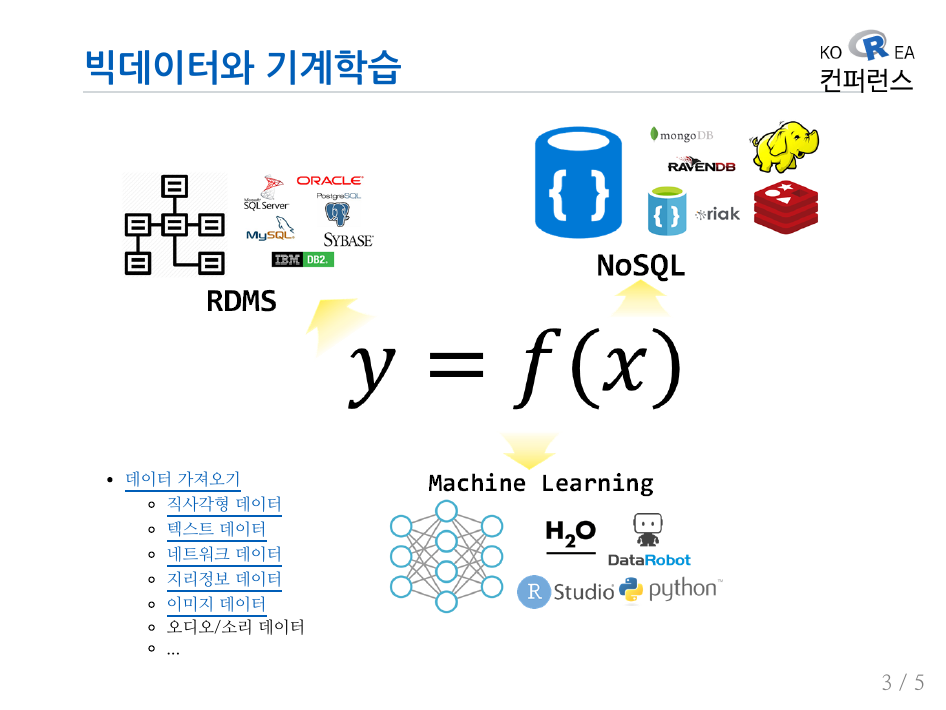 빅데이터와 기계학습
KO R EA
컨퍼런스
Microsoft
SQL Server
ORACLE
PostgreSQL
MySQL
SYBASE
IBM DB2.
RDMS
{ }
mongoDB
RAVENDB
{ }
riak
NoSQL
y = f(x)
데이터 가져오기
직사각형 데이터
텍스트 데이터
네트워크 데이터
지리정보 데이터
이미지 데이터
오디오/소리 데이터
...
Machine Learning
H2O
DataRobot
R Studio
python™
3 / 5